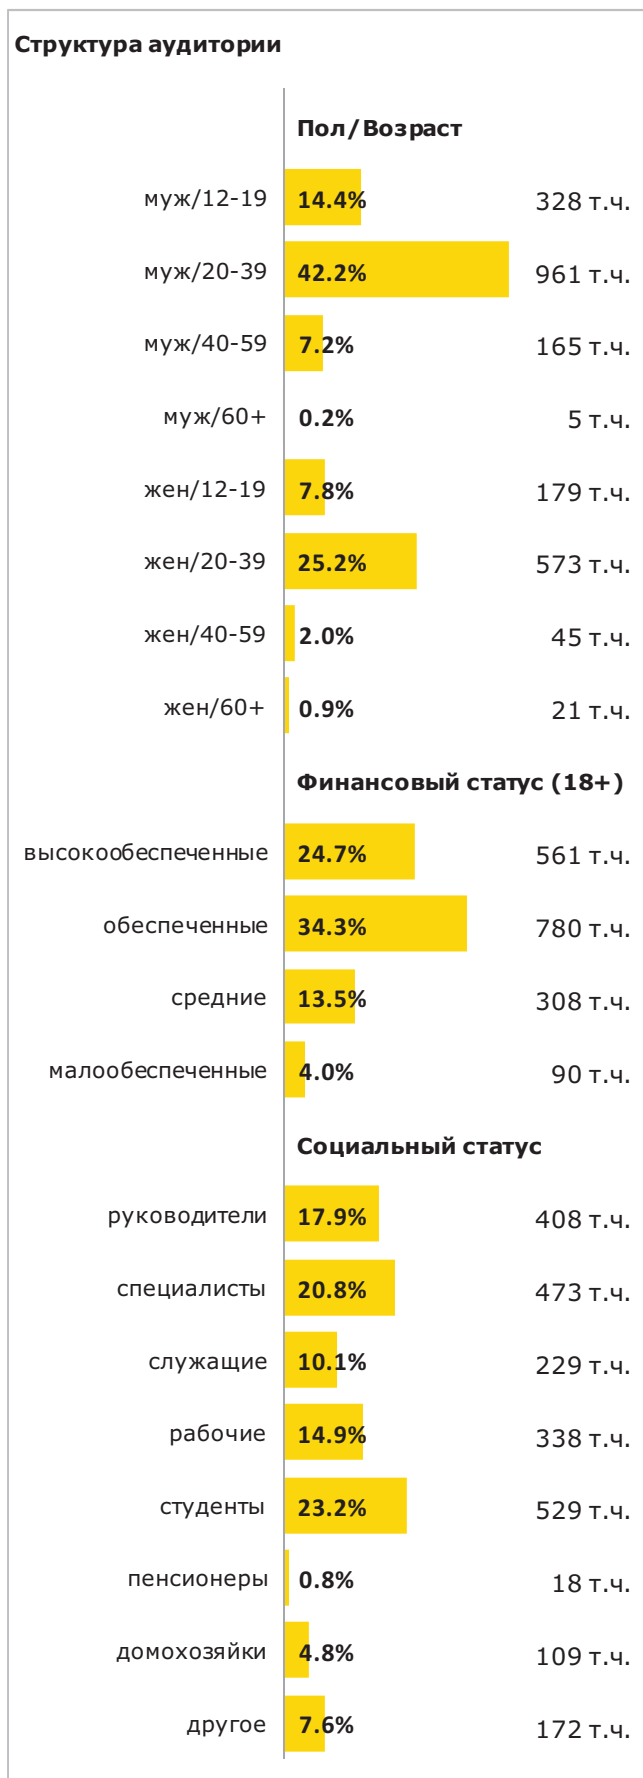 Структура аудитории
Пол/Возраст
муж/12-19 14.4% 328 т.ч.
муж/20-39 42.2% 961 т.ч.
муж/40-59 7.2% 165 т.ч.
муж/60+ 0.2% 5 т.ч.
жен/12-19 7.8% 179 т.ч.
жен/20-39 25.2% 573 т.ч.
жен/40-59 2.0% 45 т.ч.
жен/60+ 0.9% 21 т.ч.
Финансовый статус (18+)
высокообеспеченные 24.7% 561 т.ч.
обеспеченные 34.3% 780 т.ч.
средние 13.5% 308 т.ч.
малообеспеченные 4.0% 90 т.ч.
Социальный статус
руководители 17.9% 408 т.ч.
специалисты 20.8% 473 т.ч.
служащие 10.1% 229 т.ч.
рабочие 14.9% 338 т.ч.
студенты 23.2% 529 т.ч.
пенсионеры 0.8% 18 т.ч.
домохозяйки 4.8% 109 т.ч.
другое 7.6% 172 т.ч.